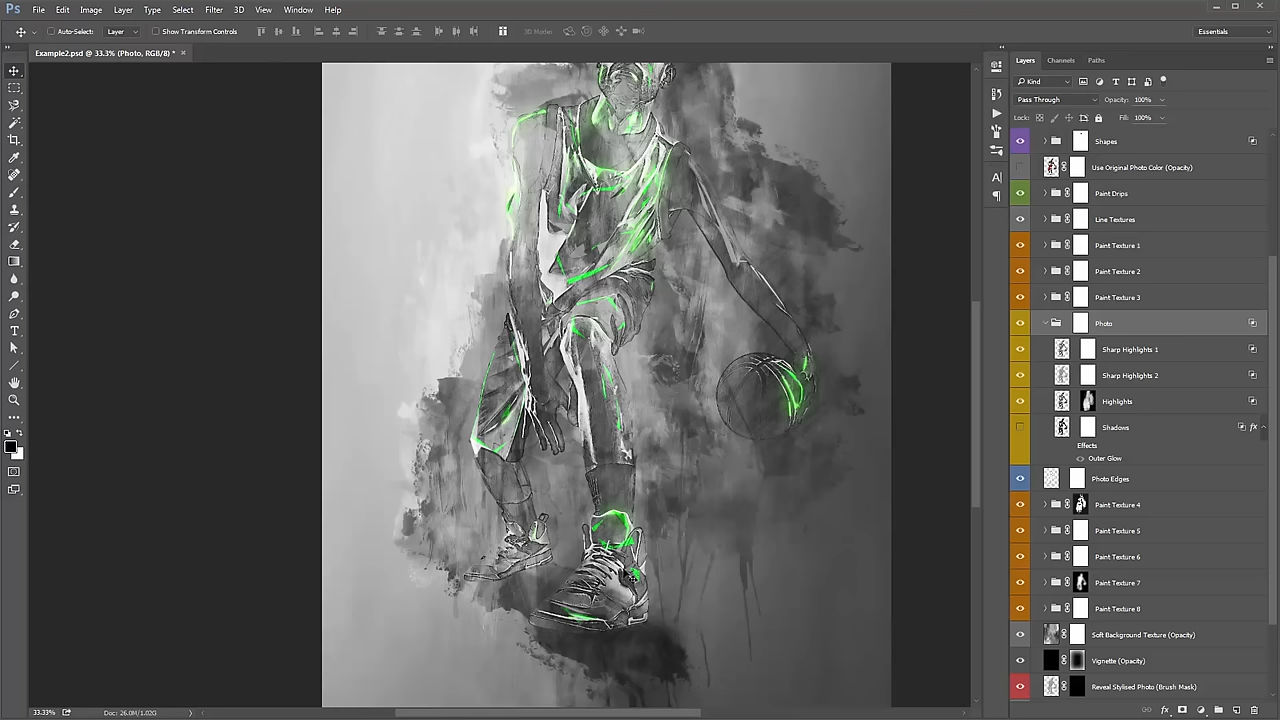 Ps File Edit Image Layer Type Select Filter 3D View Window Help
Auto-Select: Layer Show Transform Controls 3D Mode: Essentials
Example2.psd @ 33.3% (Photo, RGB/8) * ×
Layers Channels Paths
Kind
Pass Through Opacity: 100%
Lock: Fill: 100%
Shapes
Use Original Photo Color (Opacity)
Paint Drips
Line Textures
Paint Texture 1
Paint Texture 2
Paint Texture 3
Photo
Sharp Highlights 1
Sharp Highlights 2
Highlights
Shadows fx
Effects
Outer Glow
Photo Edges
Paint Texture 4
Paint Texture 5
Paint Texture 6
Paint Texture 7
Paint Texture 8
Soft Background Texture (Opacity)
Vignette (Opacity)
Reveal Stylised Photo (Brush Mask)
33.33% Doc: 26.0M/1.02G fx